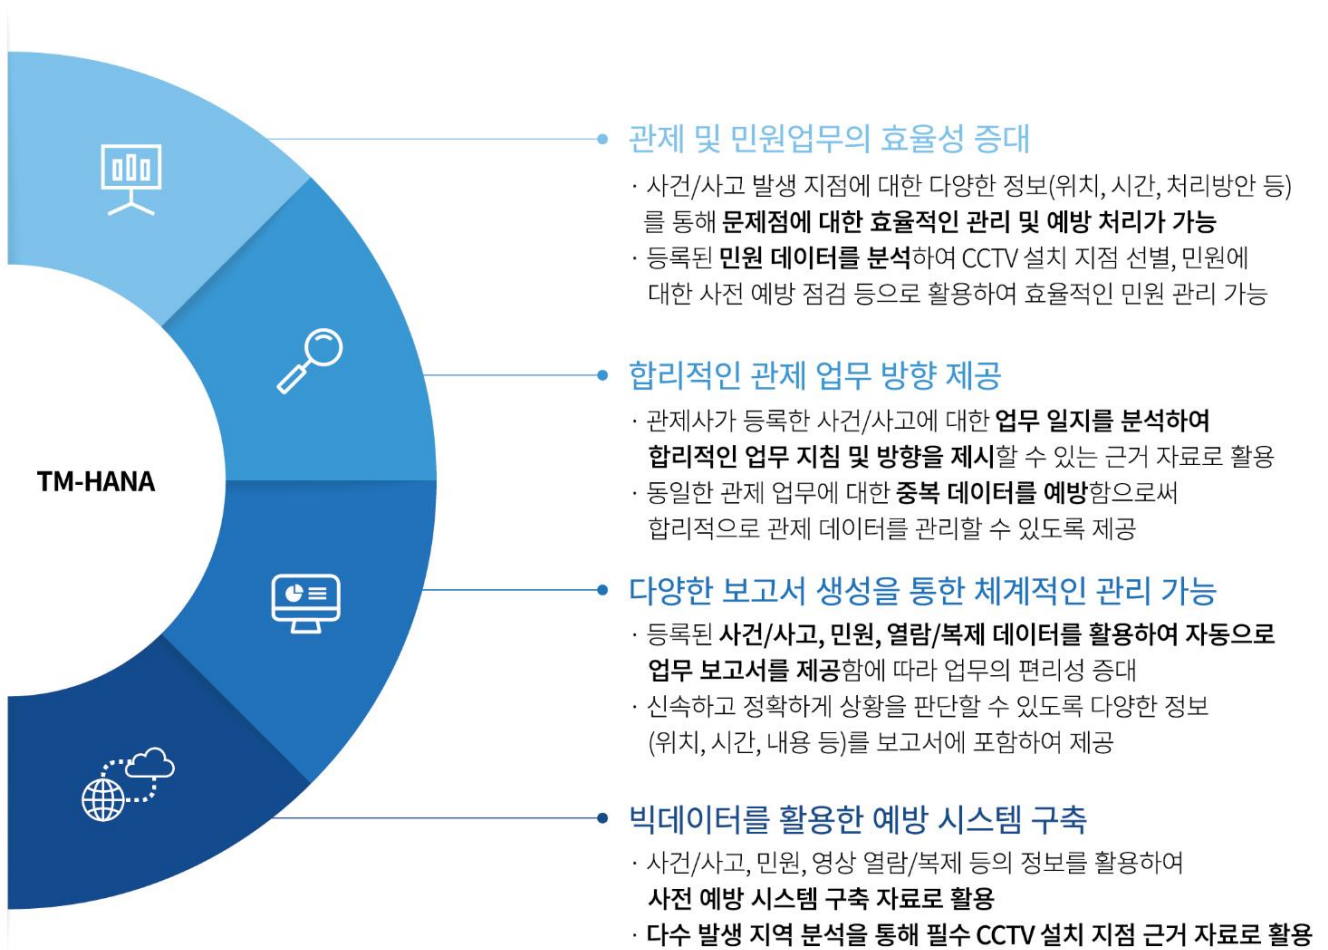 TM-HANA
관제 및 민원업무의 효율성 증대
· 사건/사고 발생 지점에 대한 다양한 정보(위치, 시간, 처리방안 등)
를 통해 문제점에 대한 효율적인 관리 및 예방 처리가 가능
· 등록된 민원 데이터를 분석하여 CCTV 설치 지점 선별, 민원에
대한 사전 예방 점검 등으로 활용하여 효율적인 민원 관리 가능
합리적인 관제 업무 방향 제공
· 관제사가 등록한 사건/사고에 대한 업무 일지를 분석하여
합리적인 업무 지침 및 방향을 제시할 수 있는 근거 자료로 활용
· 동일한 관제 업무에 대한 중복 데이터를 예방함으로써
합리적으로 관제 데이터를 관리할 수 있도록 제공
다양한 보고서 생성을 통한 체계적인 관리 가능
· 등록된 사건/사고, 민원, 열람/복제 데이터를 활용하여 자동으로
업무 보고서를 제공함에 따라 업무의 편리성 증대
· 신속하고 정확하게 상황을 판단할 수 있도록 다양한 정보
(위치, 시간, 내용 등)를 보고서에 포함하여 제공
빅데이터를 활용한 예방 시스템 구축
· 사건/사고, 민원, 영상 열람/복제 등의 정보를 활용하여
사전 예방 시스템 구축 자료로 활용
· 다수 발생 지역 분석을 통해 필수 CCTV 설치 지점 근거 자료로 활용